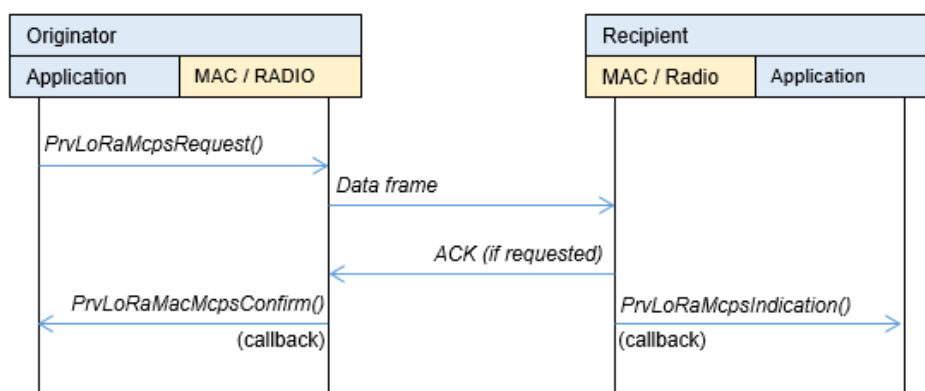 Originator
Recipient
Application
MAC / RADIO
MAC / Radio
Application
PrvLoRaMcpsRequest()
Data frame
ACK (if requested)
PrvLoRaMacMcpsConfirm()
PrvLoRaMcpsIndication()
(callback)
(callback)